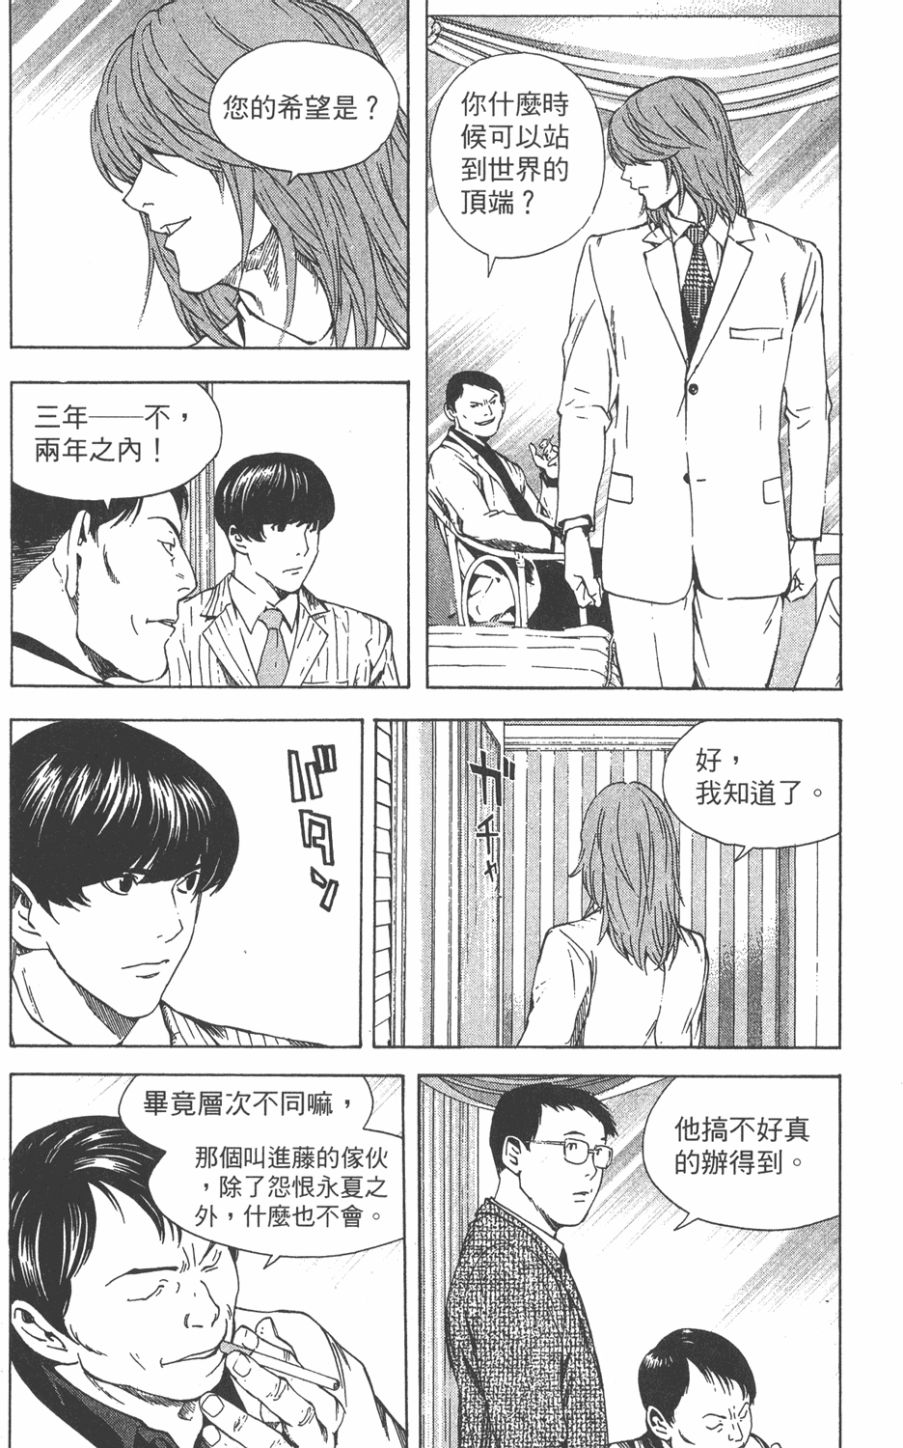 你什麼時
候可以站
到世界的
頂端？
您的希望是？
三年──不，
兩年之內！
好，
我知道了。
ガ
チャ
バタン
他搞不好真
的辦得到。
畢竟層次不同嘛，
那個叫進藤的傢伙
，除了怨恨永夏之
外，什麼也不會。